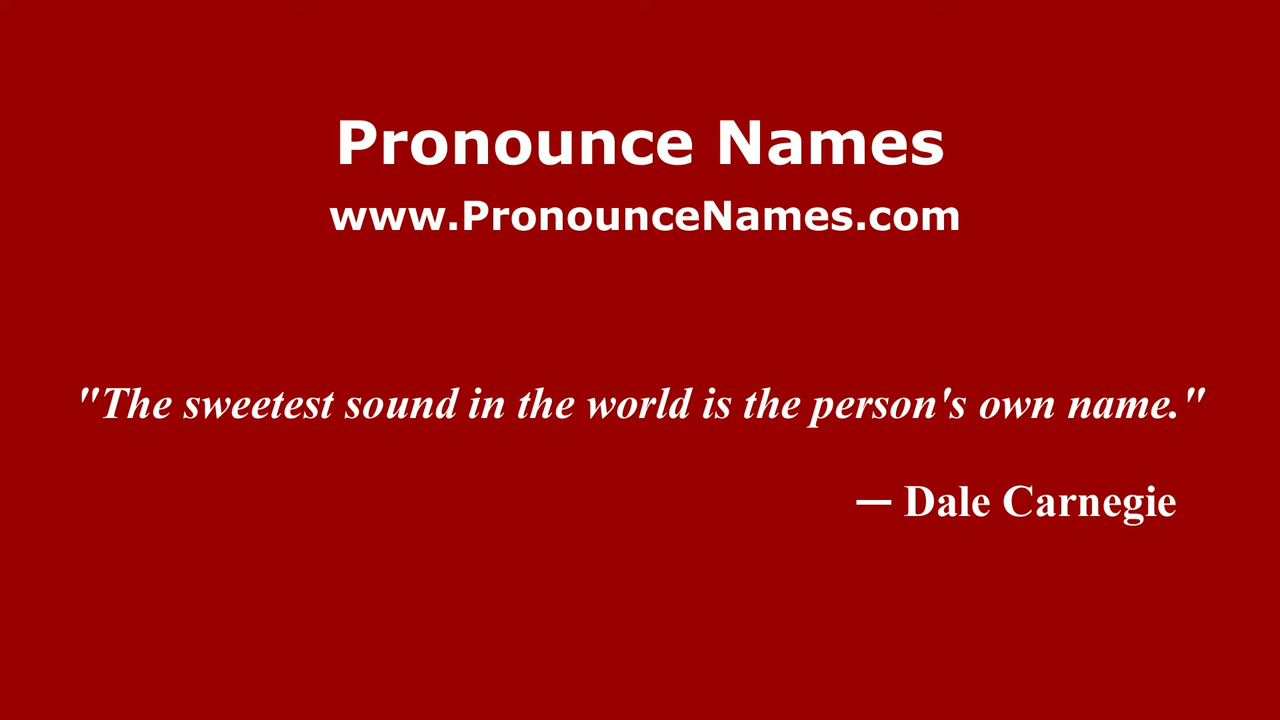 Pronounce Names
www.PronounceNames.com
"The sweetest sound in the world is the person's own name."
— Dale Carnegie